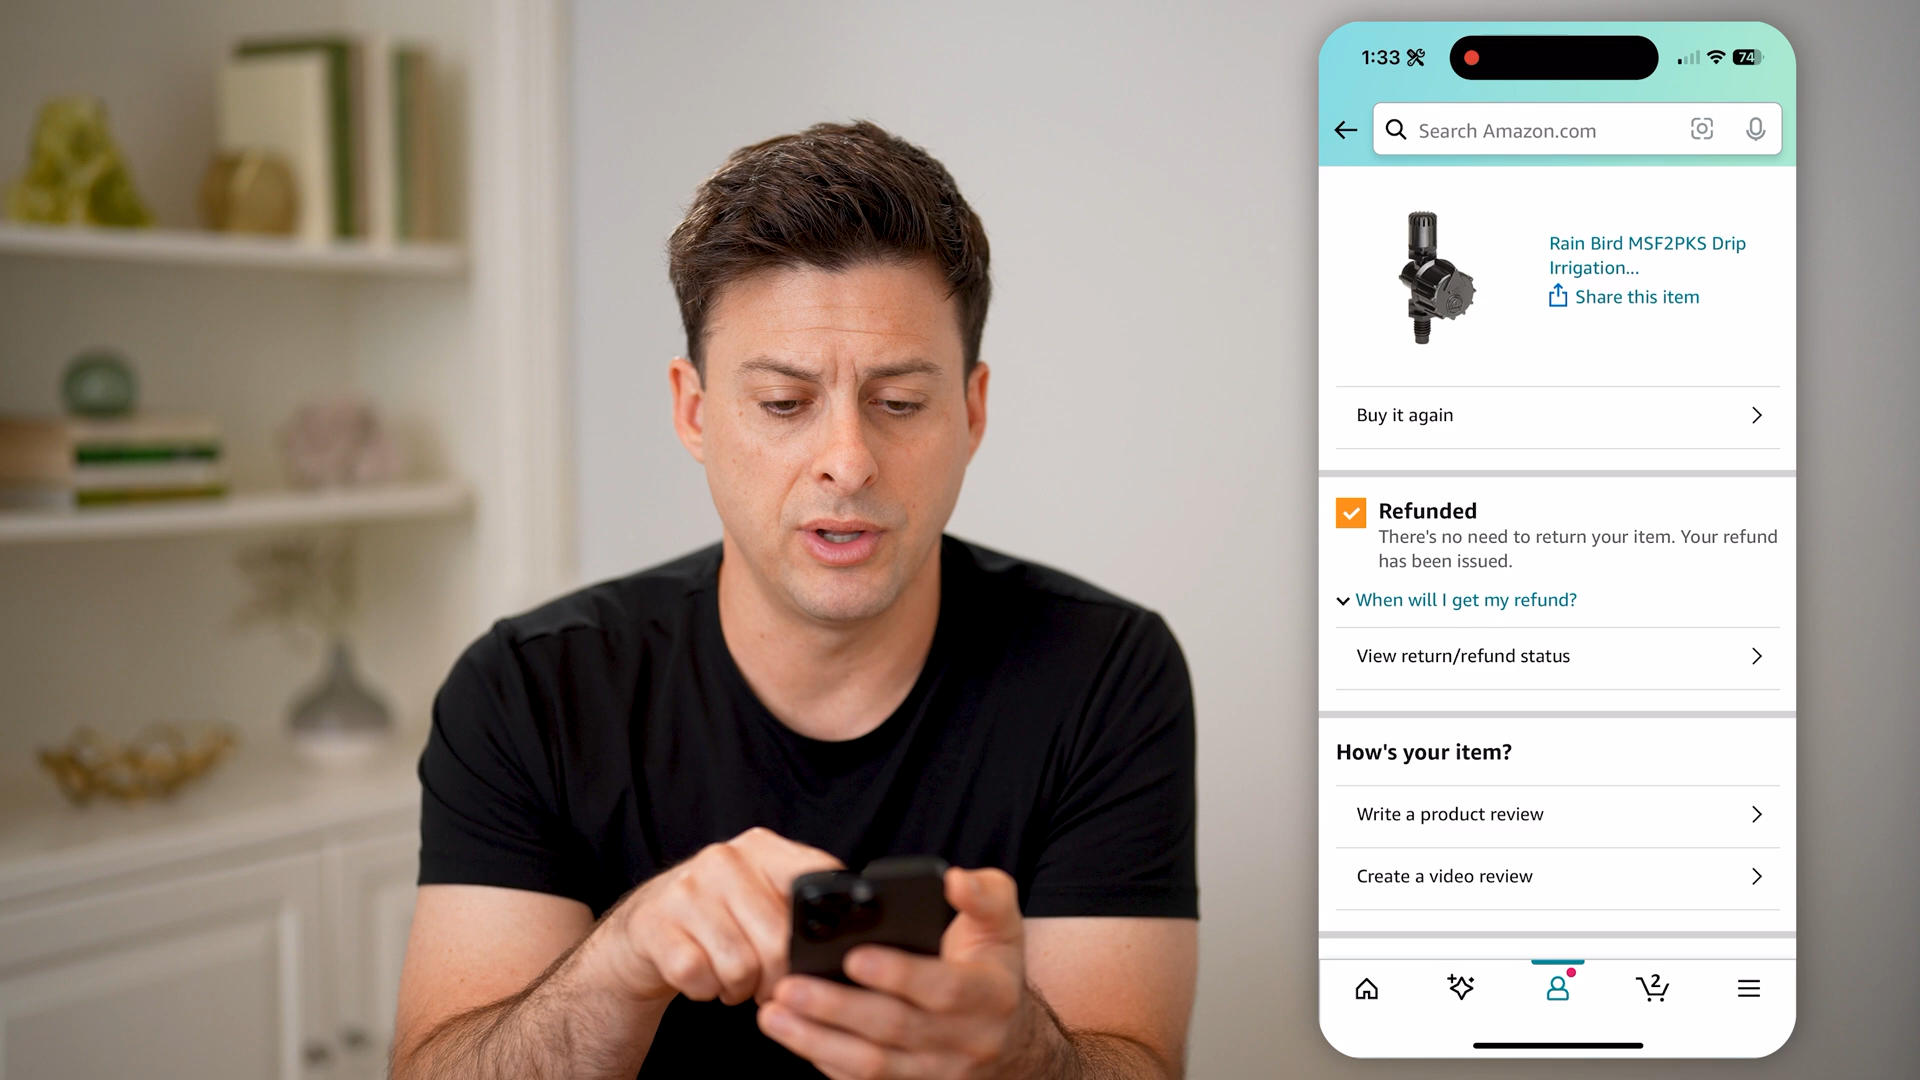 1:33
74
Search Amazon.com
Rain Bird MSF2PKS Drip
Irrigation...
Share this item
Buy it again
Refunded
There's no need to return your item. Your refund
has been issued.
When will I get my refund?
View return/refund status
How's your item?
Write a product review
Create a video review
2